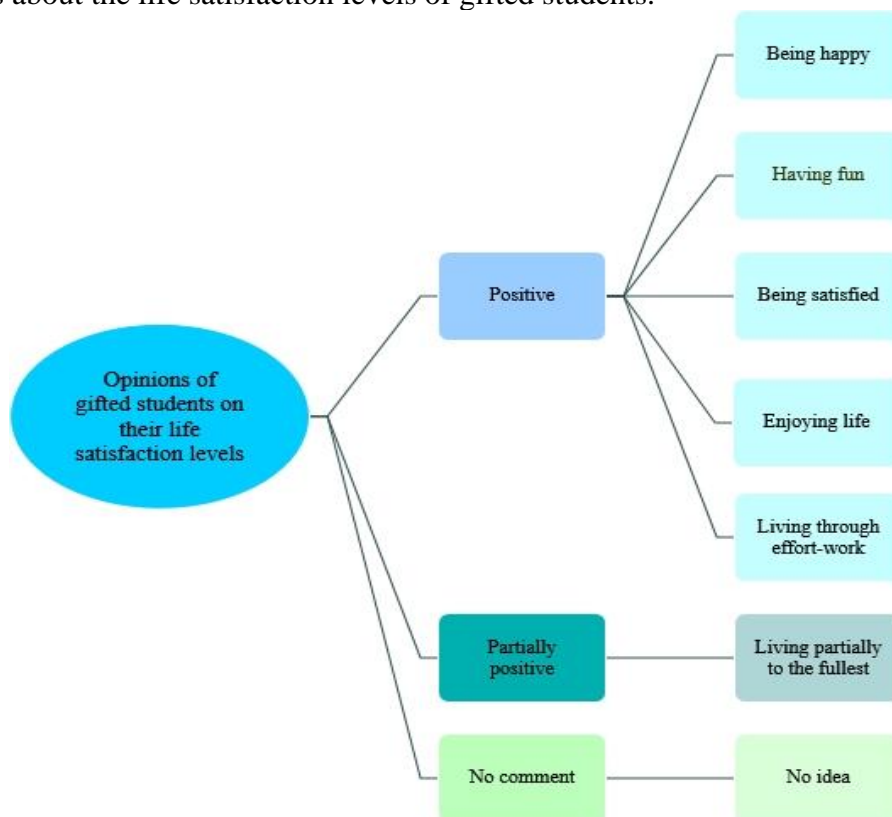 about the life satisfaction levels of gifted students.
Being happy
Having fun
Positive
Being satisfied
Opinions of
gifted students on
their life
satisfaction levels
Enjoying life
Living through
effort-work
Partially
positive
Living partially
to the fullest
No comment
No idea